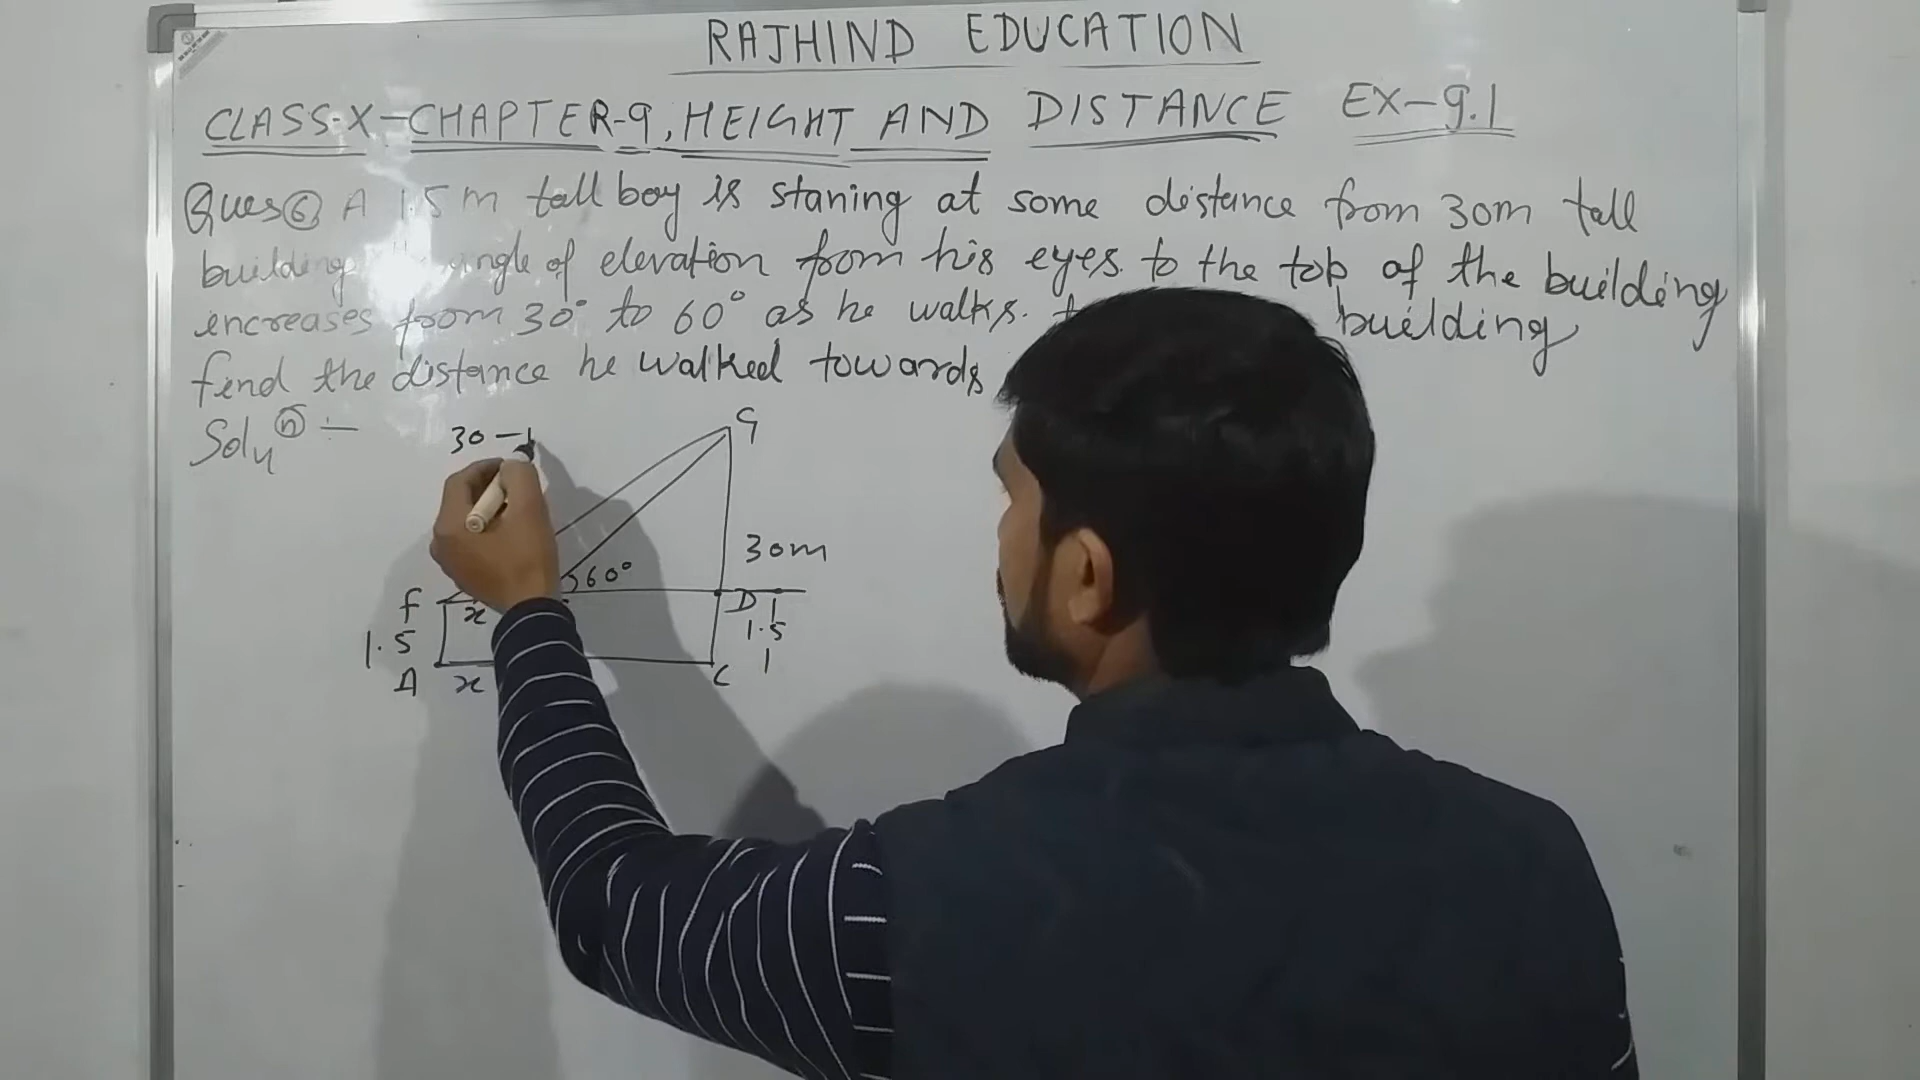 RAJHIND EDUCATION
CLASS-X-CHAPTER-9, HEIGHT AND DISTANCE EX-9.1
Ques⑥ A 1.5m tall boy is staning at some distance from 30m tall
building angle of elevation from his eyes to the top of the building
increases from 30° to 60° as he walks. building
find the distance he walked towards
Soluⓝ:-
G
30-1
30m
60°
F
x
D
1.5
1.5
A
x
C